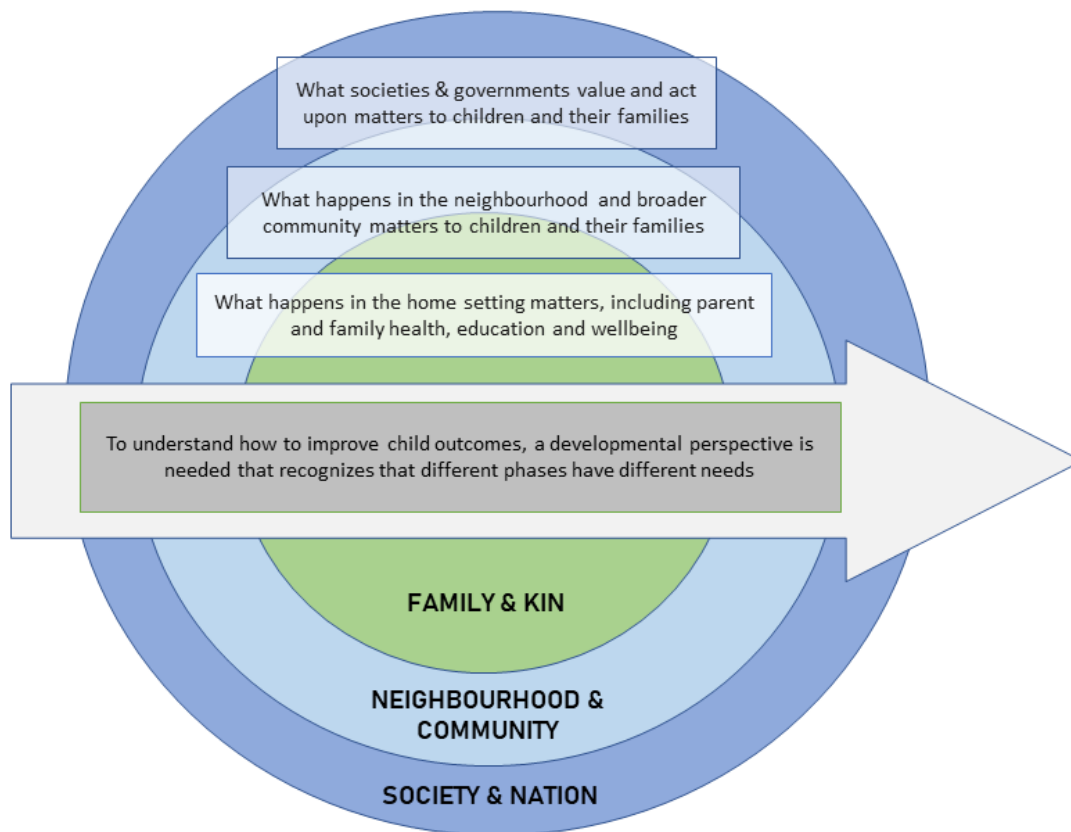 What societies & governments value and act
upon matters to children and their families
What happens in the neighbourhood and broader
community matters to children and their families
What happens in the home setting matters, including parent
and family health, education and wellbeing
To understand how to improve child outcomes, a developmental perspective is
needed that recognizes that different phases have different needs
FAMILY & KIN
NEIGHBOURHOOD &
COMMUNITY
SOCIETY & NATION